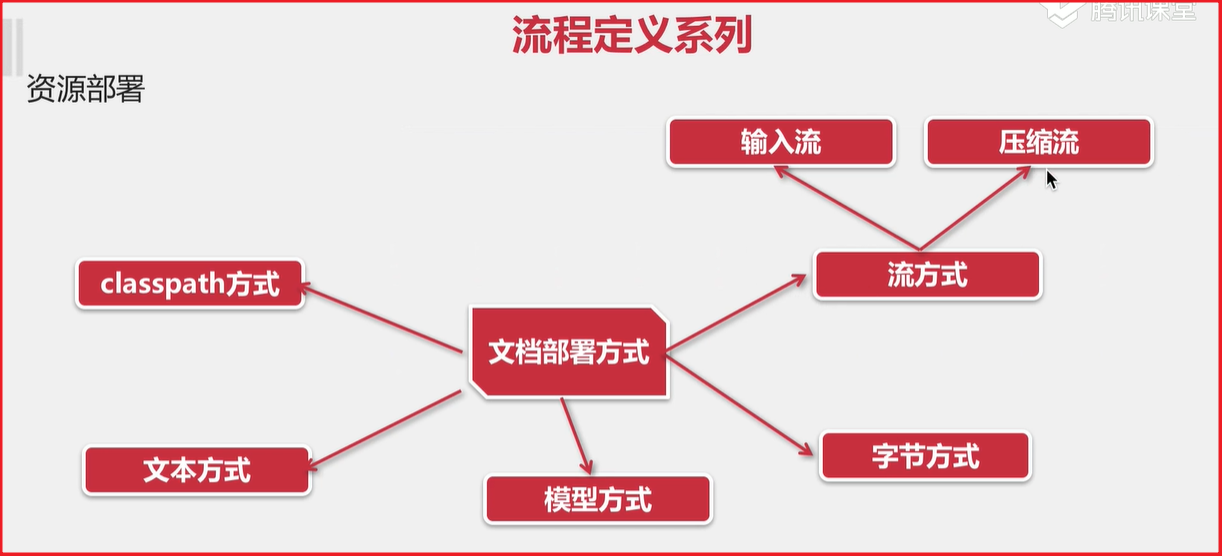 腾讯课堂
流程定义系列
资源部署
输入流
压缩流
classpath方式
流方式
文档部署方式
文本方式
模型方式
字节方式